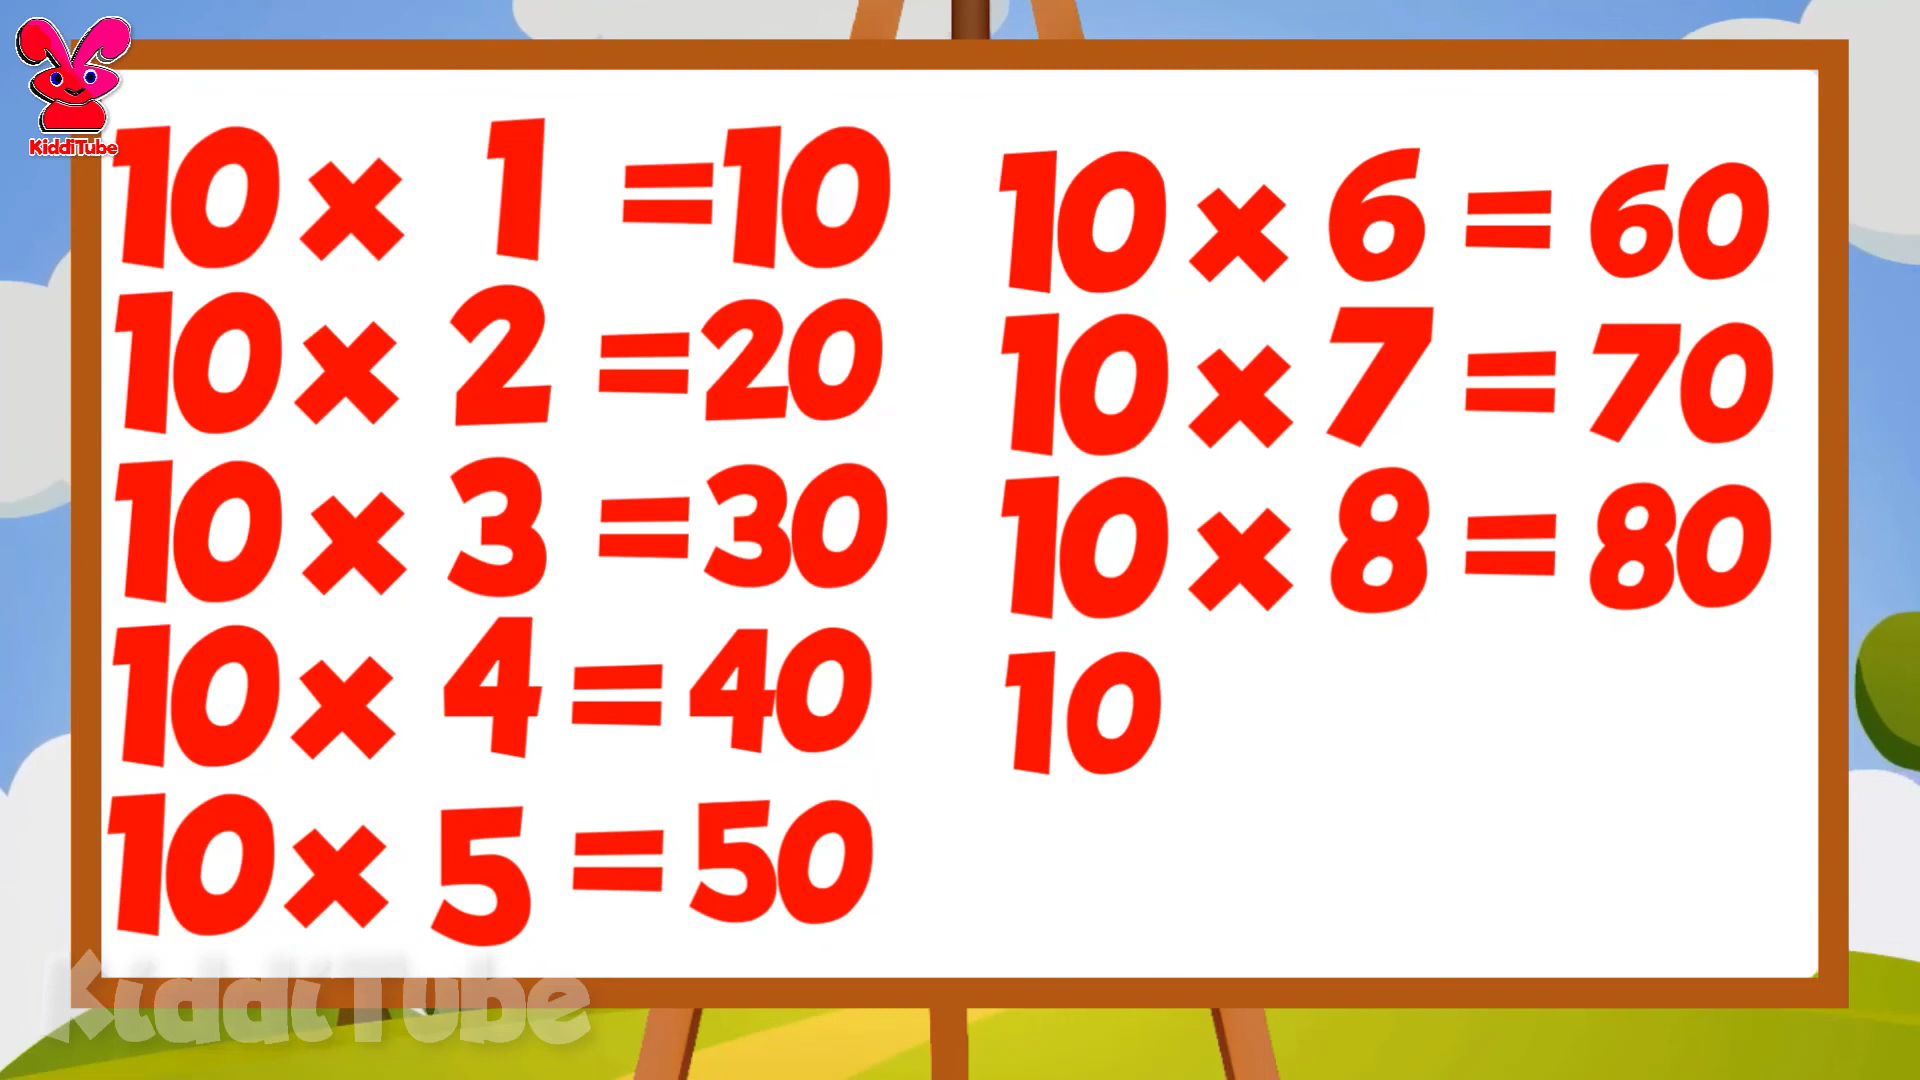 KiddiTube
10 × 1 = 10
10 × 2 = 20
10 × 3 = 30
10 × 4 = 40
10 × 5 = 50
10 × 6 = 60
10 × 7 = 70
10 × 8 = 80
10
KiddiTube